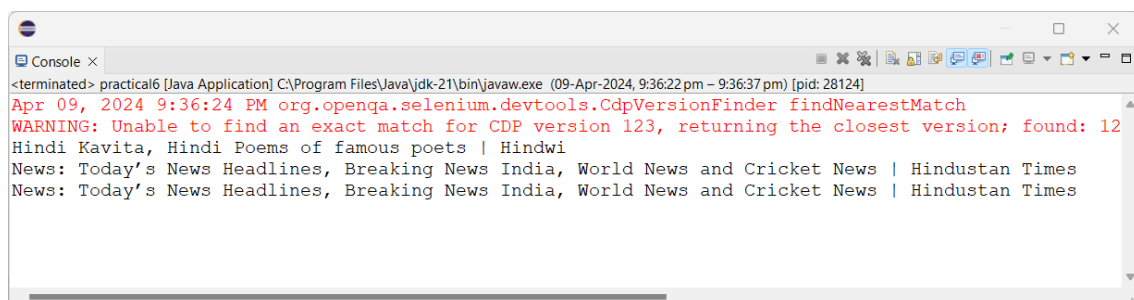 Console
<terminated> practical6 [Java Application] C:\Program Files\Java\jdk-21\bin\javaw.exe (09-Apr-2024, 9:36:22 pm – 9:36:37 pm) [pid: 28124]
Apr 09, 2024 9:36:24 PM org.openqa.selenium.devtools.CdpVersionFinder findNearestMatch
WARNING: Unable to find an exact match for CDP version 123, returning the closest version; found: 12
Hindi Kavita, Hindi Poems of famous poets | Hindwi
News: Today’s News Headlines, Breaking News India, World News and Cricket News | Hindustan Times
News: Today’s News Headlines, Breaking News India, World News and Cricket News | Hindustan Times